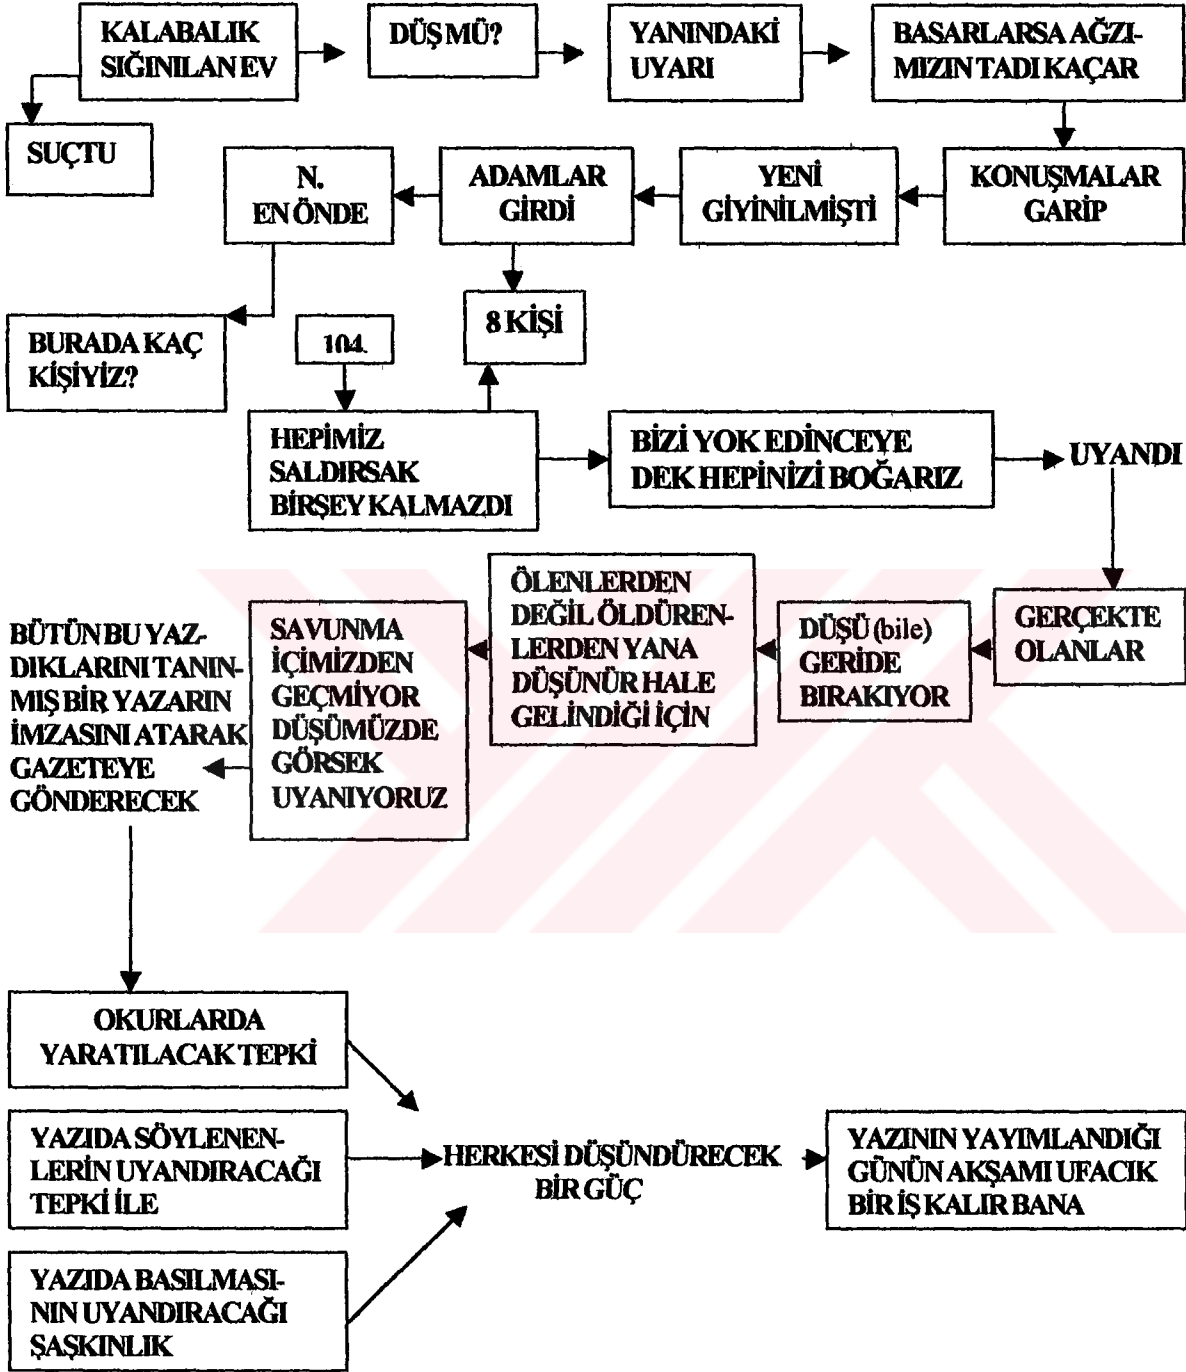 KALABALIK
SIĞINILAN EV
DÜŞ MÜ?
YANINDAKİ
UYARI
BASARLARSA AĞZI-
MIZIN TADI KAÇAR
SUÇTU
KONUŞMALAR
GARİP
YENİ
GİYİNİLMİŞTİ
ADAMLAR
GİRDİ
N.
EN ÖNDE
8 KİŞİ
BURADA KAÇ
KİŞİYİZ?
104.
HEPİMİZ
SALDIRSAK
BİRŞEY KALMAZDI
BİZİ YOK EDİNCEYE
DEK HEPİNİZİ BOĞARIZ
UYANDI
GERÇEKTE
OLANLAR
DÜŞÜ (bile)
GERİDE
BIRAKIYOR
ÖLENLERDEN
DEĞİL ÖLDÜREN-
LERDEN YANA
DÜŞÜNÜR HALE
GELİNDİĞİ İÇİN
SAVUNMA
İÇİMİZDEN
GEÇMİYOR
DÜŞÜMÜZDE
GÖRSEK
UYANIYORUZ
BÜTÜN BU YAZ-
DIKLARINI TANIN-
MIŞ BİR YAZARIN
İMZASINI ATARAK
GAZETEYE
GÖNDERECEK
OKURLARDA
YARATILACAK TEPKİ
YAZIDA SÖYLENEN-
LERİN UYANDIRACAĞI
TEPKİ İLE
YAZIDA BASILMASI-
NIN UYANDIRACAĞI
ŞAŞKINLIK
HERKESİ DÜŞÜNDÜRECEK
BİR GÜÇ
YAZININ YAYIMLANDIĞI
GÜNÜN AKŞAMI UFACIK
BİR İŞ KALIR BANA